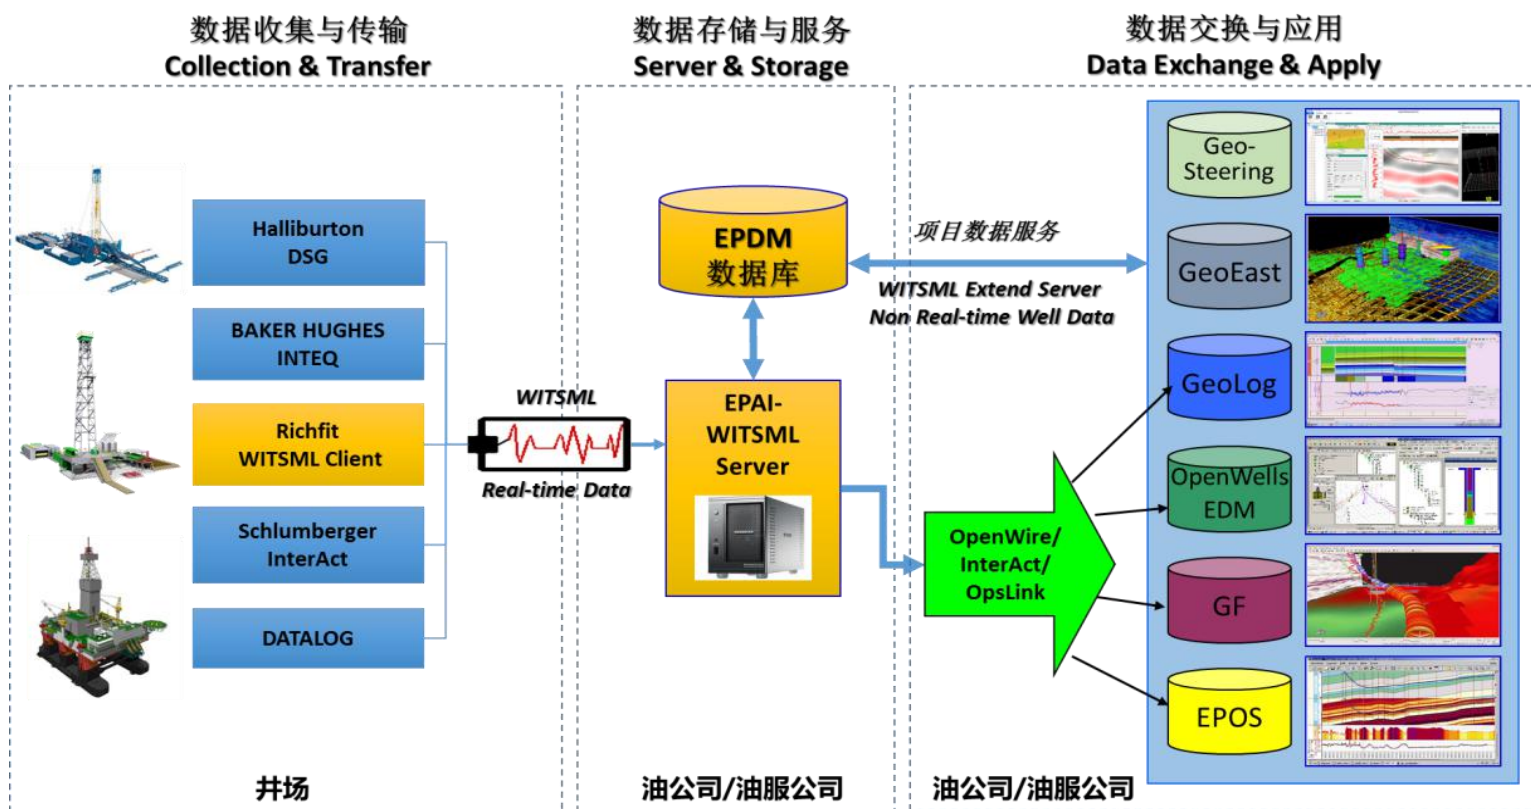 数据收集与传输
Collection & Transfer
数据存储与服务
Server & Storage
数据交换与应用
Data Exchange & Apply
Halliburton
DSG
BAKER HUGHES
INTEQ
Richfit
WITSML Client
Schlumberger
InterAct
DATALOG
井场
WITSML
Real-time Data
EPDM
数据库
EPAI-
WITSML
Server
油公司/油服公司
项目数据服务
WITSML Extend Server
Non Real-time Well Data
OpenWire/
InterAct/
OpsLink
Geo-
Steering
GeoEast
GeoLog
OpenWells
EDM
GF
EPOS
油公司/油服公司